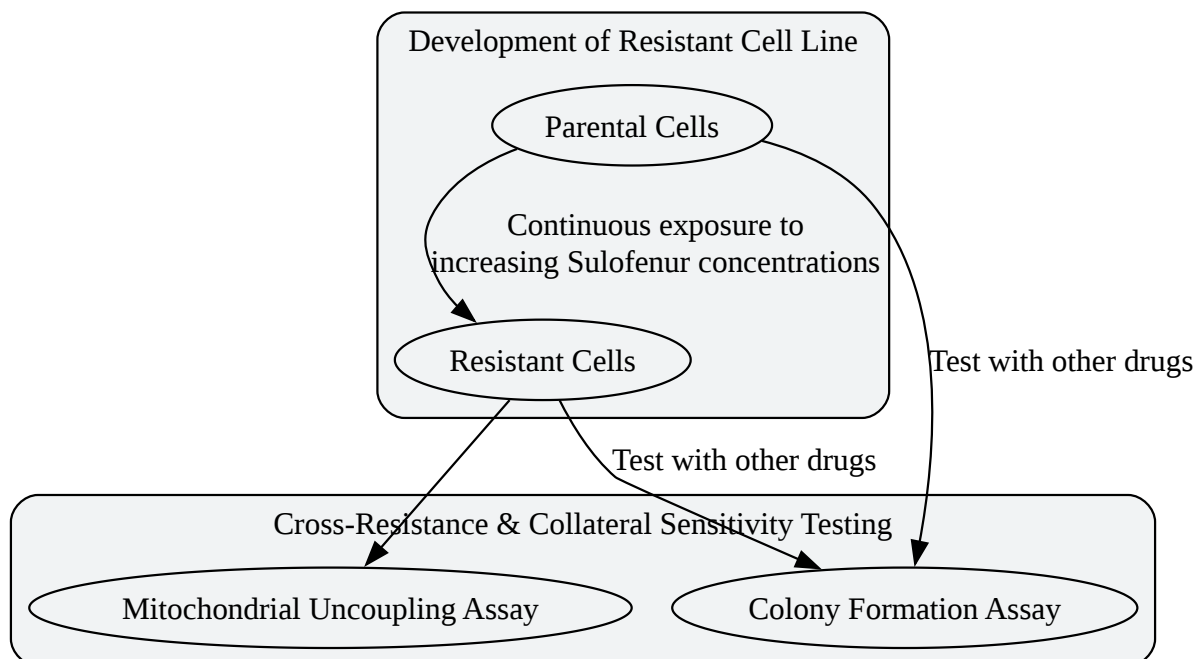 Development of Resistant Cell Line
Parental Cells
Continuous exposure to
increasing Sulofenur concentrations
Resistant Cells
Test with other drugs
Test with other drugs
Cross-Resistance & Collateral Sensitivity Testing
Mitochondrial Uncoupling Assay
Colony Formation Assay